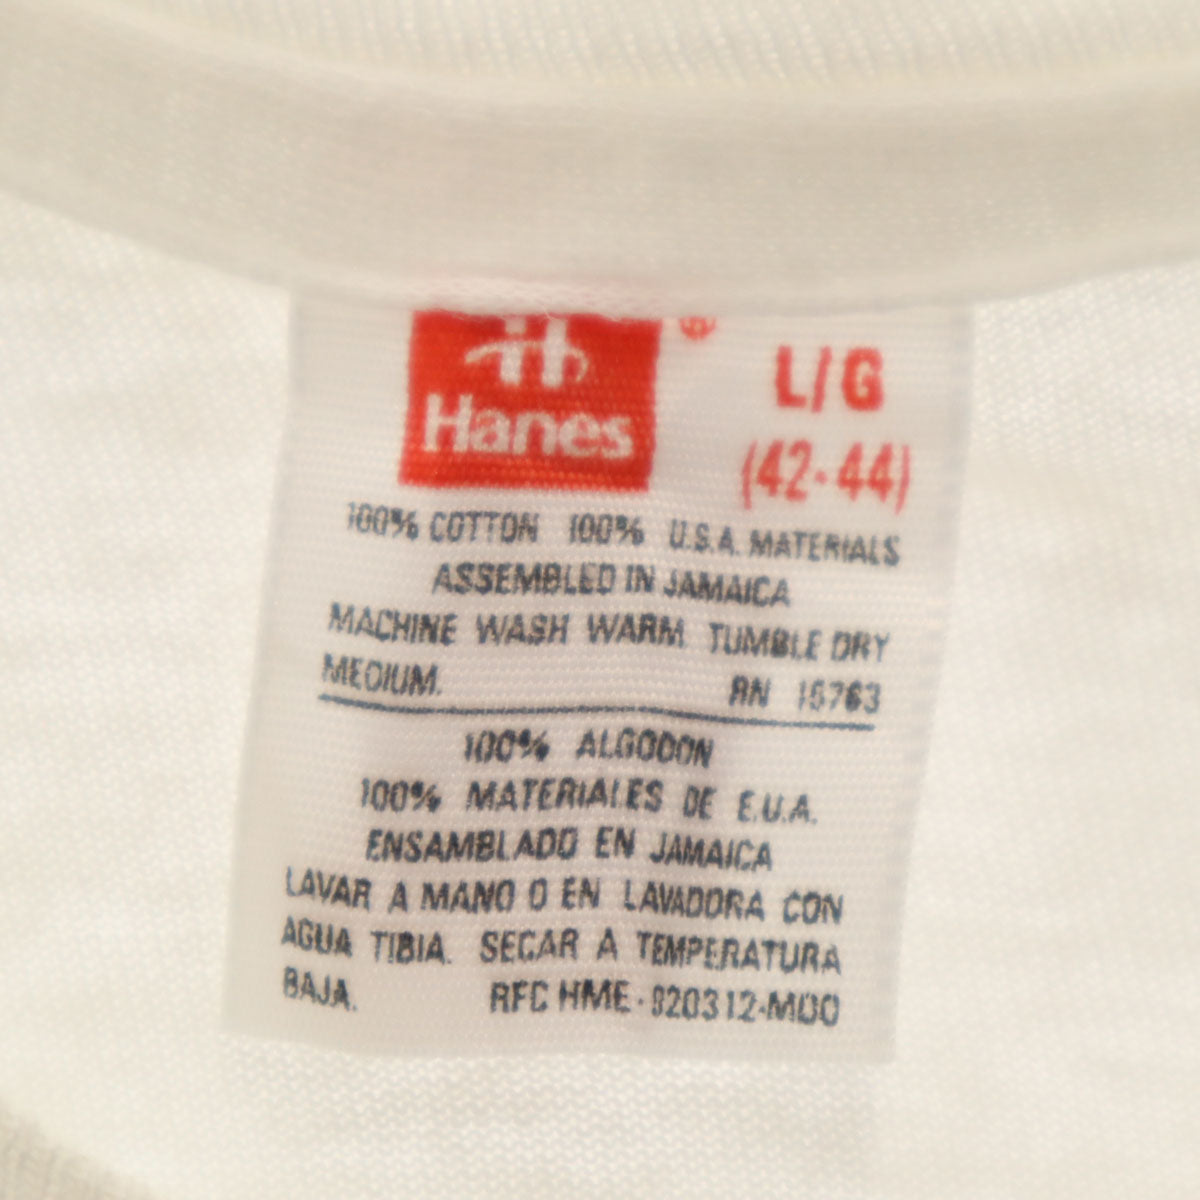 Hanes ®
L/G
(42-44)
100% COTTON 100% U.S.A. MATERIALS
ASSEMBLED IN JAMAICA
MACHINE WASH WARM. TUMBLE DRY
MEDIUM. RN 15763
100% ALGODON
100% MATERIALES DE E.U.A.
ENSAMBLADO EN JAMAICA
LAVAR A MANO O EN LAVADORA CON
AGUA TIBIA. SECAR A TEMPERATURA
BAJA. RFC HME-920312-MD0